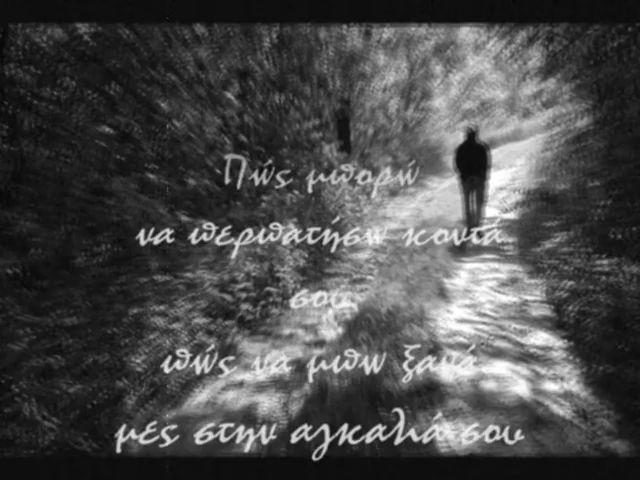 Πώς μπορώ
να περπατήσω κοντά
σου
πώς να μπω ξανά
μες στην αγκαλιά σου